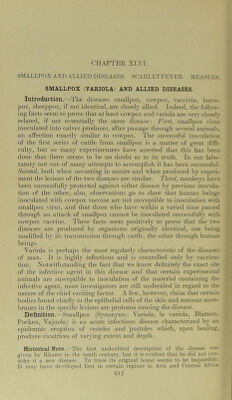 CHAPTER XLVI.
SMALLPOX AND ALLIED DISEASES. SCARLET FEVER. MEASLES
SMALLPOX (VARIOLA) AND ALLIED DISEASES.
Introduction.—The diseases smallpox, cowpox, vaccinia, horse-
pox, sheeppox, if not identical, are closely allied. Indeed, the follow-
ing facts seem to prove that at least cowpox and variola are very closely
related, if not essentially the same disease: First, smallpox virus
inoculated into calves produces, after passage through several animals,
an affection exactly similar to cowpox. The successful inoculation
of the first series of cattle from smallpox is a matter of great diffi-
culty, but so many experimenters have asserted that this has been
done that there seems to be no doubt as to its truth. In our labo-
ratory not one of many attempts to accomplish it has been successful.
Second, both when occurring in nature and when produced by experi-
ment the lesions of the two diseases are similar. Third, monkeys have
been successfully protected against either disease by previous inocula-
tion of the other; also, observations go to show that human beings
inoculated with cowpox vaccine are not susceptible to inoculation with
smallpox virus, and that those who have within a varied time passed
through an attack of smallpox cannot be inoculated successfully with
cowpox vaccine. These facts seem positively to prove that the two
diseases are produced by organisms originally identical, one being
modified by its transmission through cattle, the other through human
beings.
Variola is perhaps the most regularly characteristic of the diseases
of man. It is highly infectious and is controlled only by vaccina-
tion. Notwithstanding the fact that we know definitely the exact site
of the infective agent in this disease and that certain experimental
animals are susceptible to inoculation of the material containing the
infective agent, most investigators are still undecided in regard to the
nature of the chief exciting factor. A few, however, claim that certain
bodies found chiefly in the epithelial cells of the skin and mucous mem-
branes in the specific lesions are protozoa causing the disease.
Definition.—Smallpox (Synonyms: Variola, la variola, Blattern,
Pocken, Vajuolo) is an acute infectious disease characterized by an
epidermic eruption of vesicles and pustules which, upon healing,
produce cicatrices of varying extent and depth.
Historical Note.—The first undoubted description of the disease was
given by Rhazes in the tenth century, but it is evident that he did not con-
sider it a new disease. To trace its original home seems to be impossible.
It may have developed first in certain regions in Asia and Central Africa
612